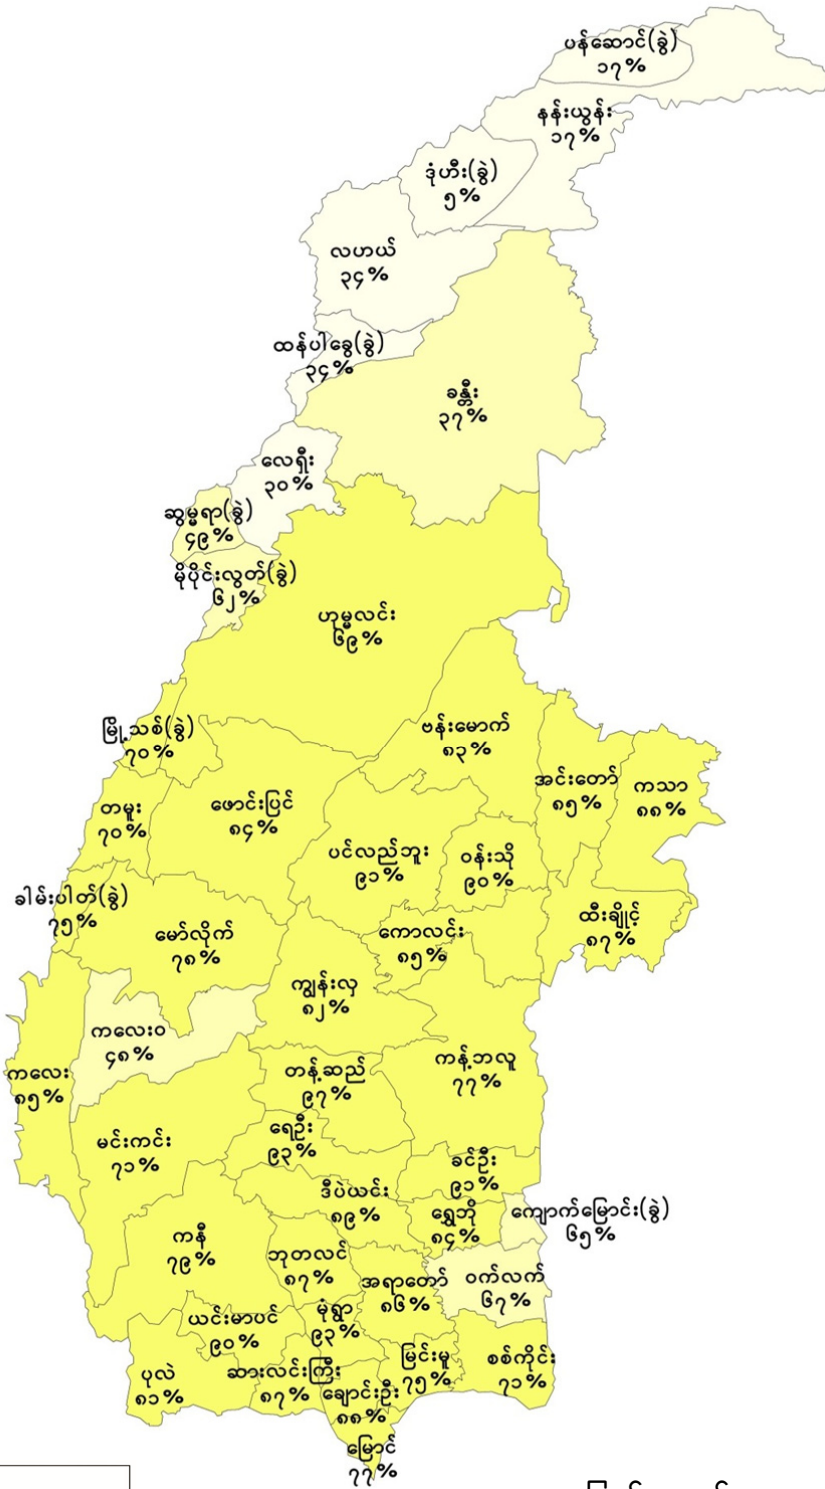 ပန်ဆောင်(ခွဲ)
၁၇%
နန်းယွန်း
၁၇%
ဒုံဟီး(ခွဲ)
၅%
လဟယ်
၃၄%
ထန်ပါခွေ(ခွဲ)
၃၄%
ခန္တီး
၃၇%
လေရှီး
၃၀%
ဆွမ္မရာ(ခွဲ)
၄၉%
မိုပိုင်းလွတ်(ခွဲ)
၆၂%
ဟုမ္မလင်း
၆၉%
မြို့သစ်(ခွဲ)
၇၀%
ဗန်းမောက်
၈၃%
အင်းတော်
၈၅%
ကသာ
၈၈%
တမူး
၇၀%
ဖောင်းပြင်
၈၄%
ပင်လည်ဘူး
၉၁%
ဝန်းသို
၉၀%
ခါမ်းပါတ်(ခွဲ)
၇၅%
မော်လိုက်
၇၈%
ကောလင်း
၈၅%
ထီးချိုင့်
၈၇%
ကျွန်းလှ
၈၂%
ကလေးဝ
၄၈%
ကလေး
၈၅%
တန့်ဆည်
၉၇%
ကန့်ဘလူ
၇၇%
မင်းကင်း
၇၁%
ရေဦး
၉၃%
ခင်ဦး
၉၁%
ဒီပဲယင်း
၈၉%
ရွှေဘို
၈၄%
ကျောက်မြောင်း(ခွဲ)
၆၅%
ကနီ
၇၉%
ဘုတလင်
၈၇%
အရာတော်
၈၆%
ဝက်လက်
၆၇%
ယင်းမာပင်
၉၀%
မုံရွာ
၉၃%
မြင်းမူ
၇၅%
စစ်ကိုင်း
၇၁%
ပုလဲ
၈၁%
ဆားလင်းကြီး
၈၇%
ချောင်းဦး
၈၈%
မြောင်
၇၇%